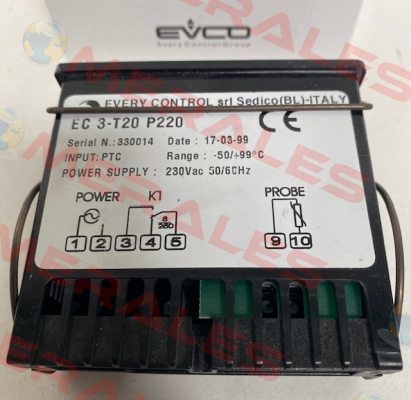 EVCO
Every Control Group
EVERY CONTROL srl Sedico(BL)-ITALY
EC 3-T20 P220 CE
Serial N.:330014 Date : 17-03-99
INPUT:PTC Range : -50/+99°C
POWER SUPPLY : 230Vac 50/60Hz
POWER K1 PROBE
6
250
1 2 3 4 5 9 10
MERALES